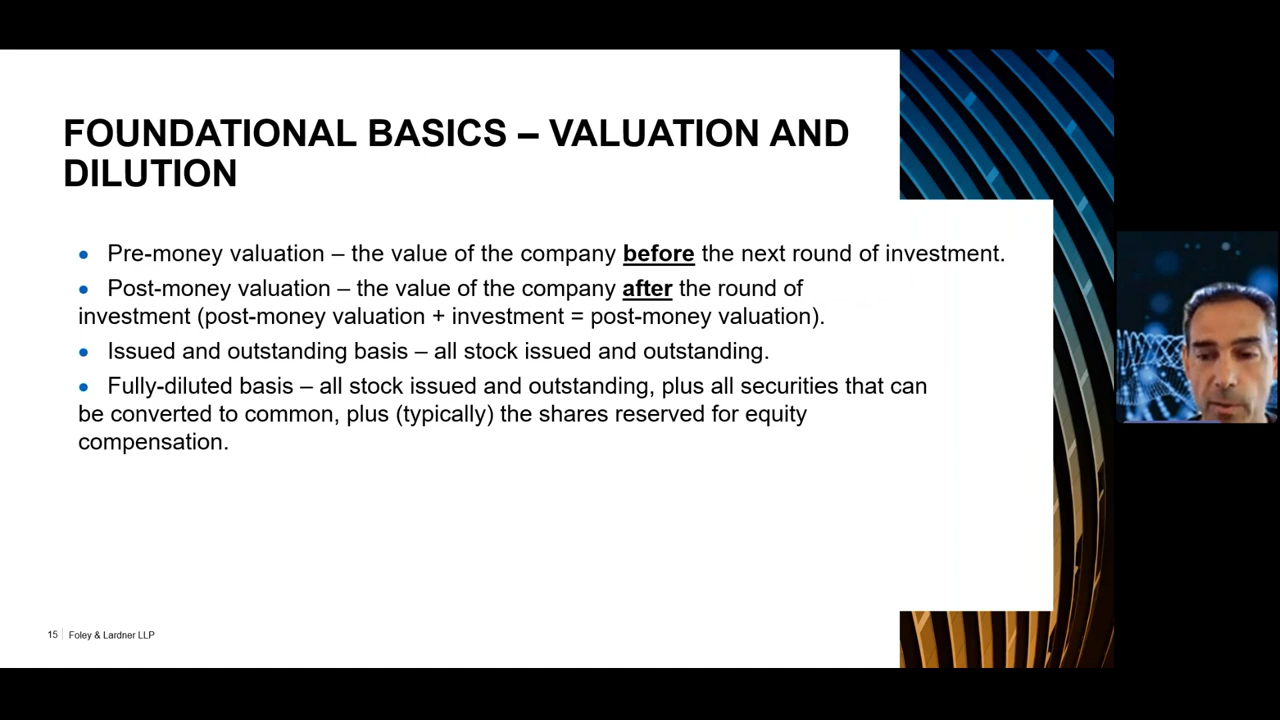 FOUNDATIONAL BASICS – VALUATION AND
DILUTION
• Pre-money valuation – the value of the company before the next round of investment.
• Post-money valuation – the value of the company after the round of
investment (post-money valuation + investment = post-money valuation).
• Issued and outstanding basis – all stock issued and outstanding.
• Fully-diluted basis – all stock issued and outstanding, plus all securities that can
be converted to common, plus (typically) the shares reserved for equity
compensation.
15 Foley & Lardner LLP